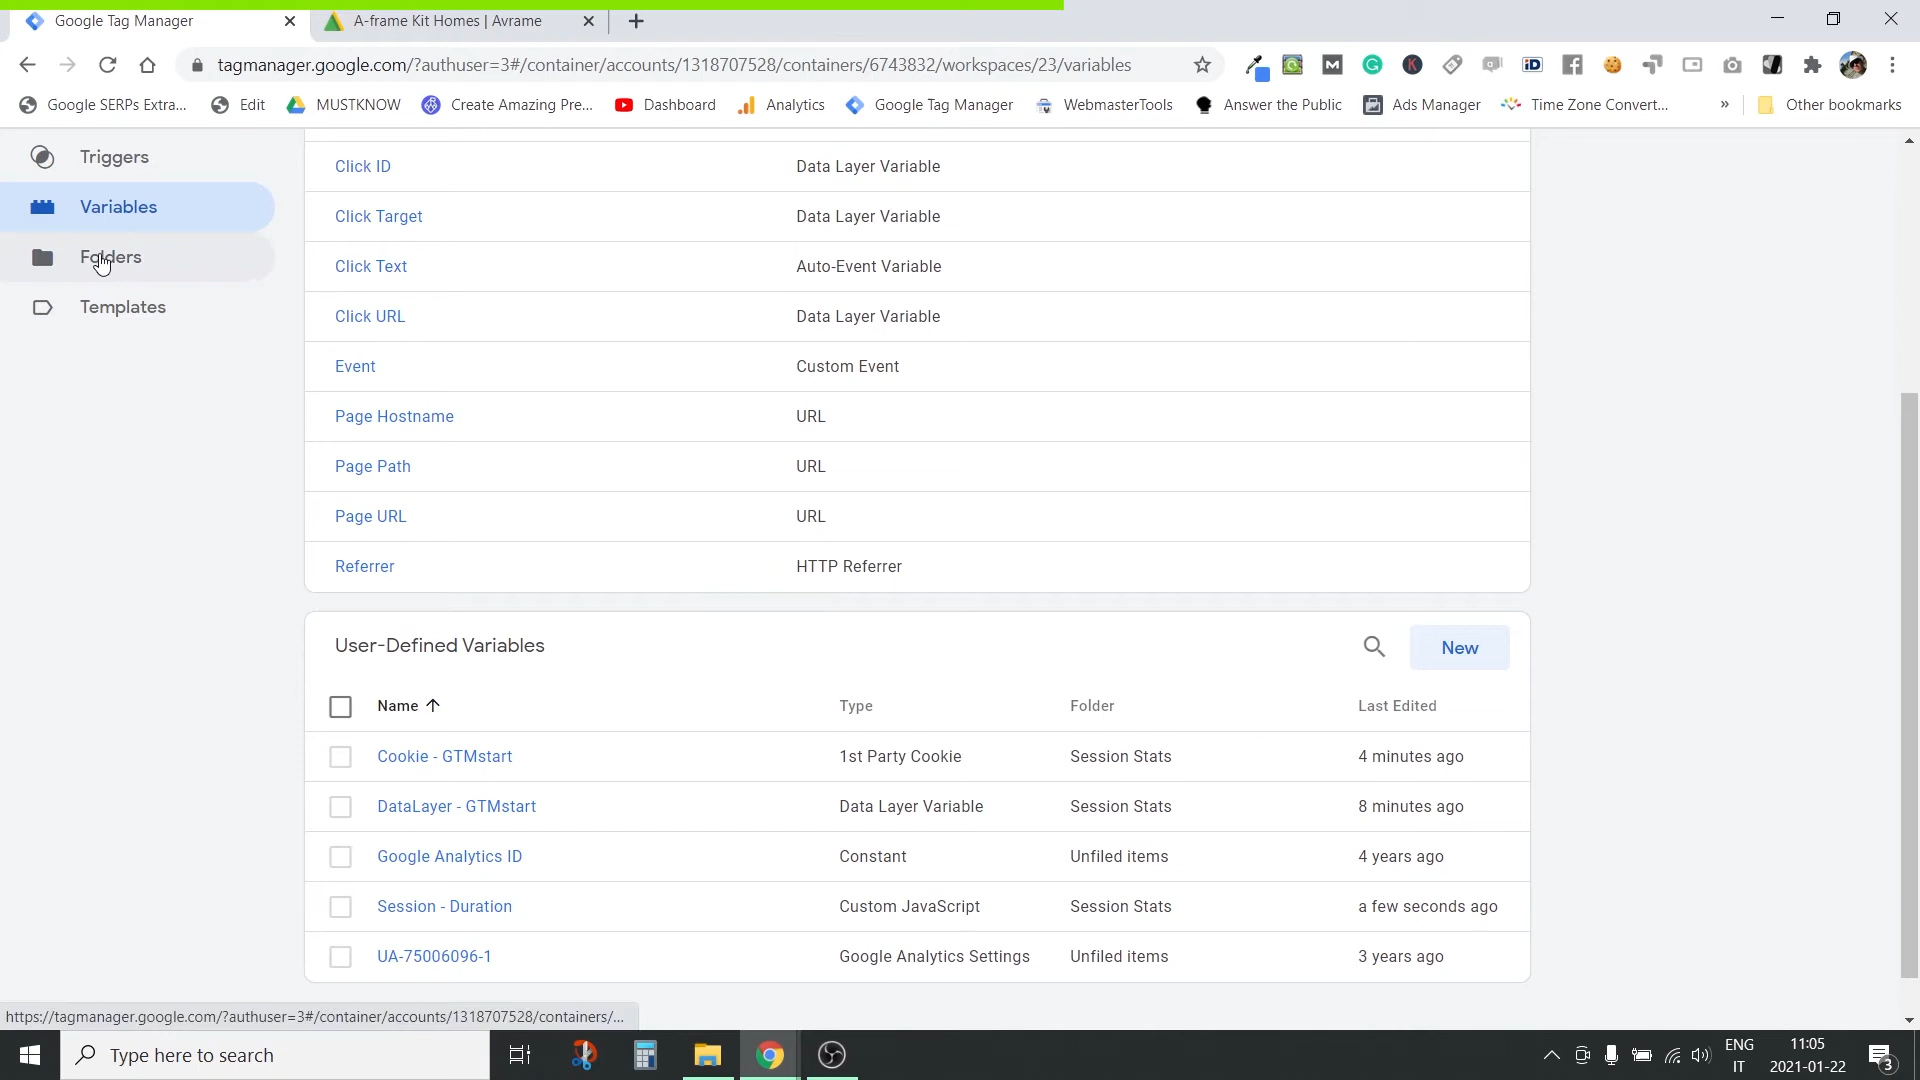 Google Tag Manager
A-frame Kit Homes | Avrame
tagmanager.google.com/?authuser=3#/container/accounts/1318707528/containers/6743832/workspaces/23/variables
Google SERPs Extra...
Edit
MUSTKNOW
Create Amazing Pre...
Dashboard
Analytics
Google Tag Manager
WebmasterTools
Answer the Public
Ads Manager
Time Zone Convert...
»
Other bookmarks
Triggers
Variables
Folders
Templates
Click ID Data Layer Variable
Click Target Data Layer Variable
Click Text Auto-Event Variable
Click URL Data Layer Variable
Event Custom Event
Page Hostname URL
Page Path URL
Page URL URL
Referrer HTTP Referrer
User-Defined Variables
New
Name Type Folder Last Edited
Cookie - GTMstart 1st Party Cookie Session Stats 4 minutes ago
DataLayer - GTMstart Data Layer Variable Session Stats 8 minutes ago
Google Analytics ID Constant Unfiled items 4 years ago
Session - Duration Custom JavaScript Session Stats a few seconds ago
UA-75006096-1 Google Analytics Settings Unfiled items 3 years ago
https://tagmanager.google.com/?authuser=3#/container/accounts/1318707528/containers/...
Type here to search
ENG
IT
11:05
2021-01-22
3